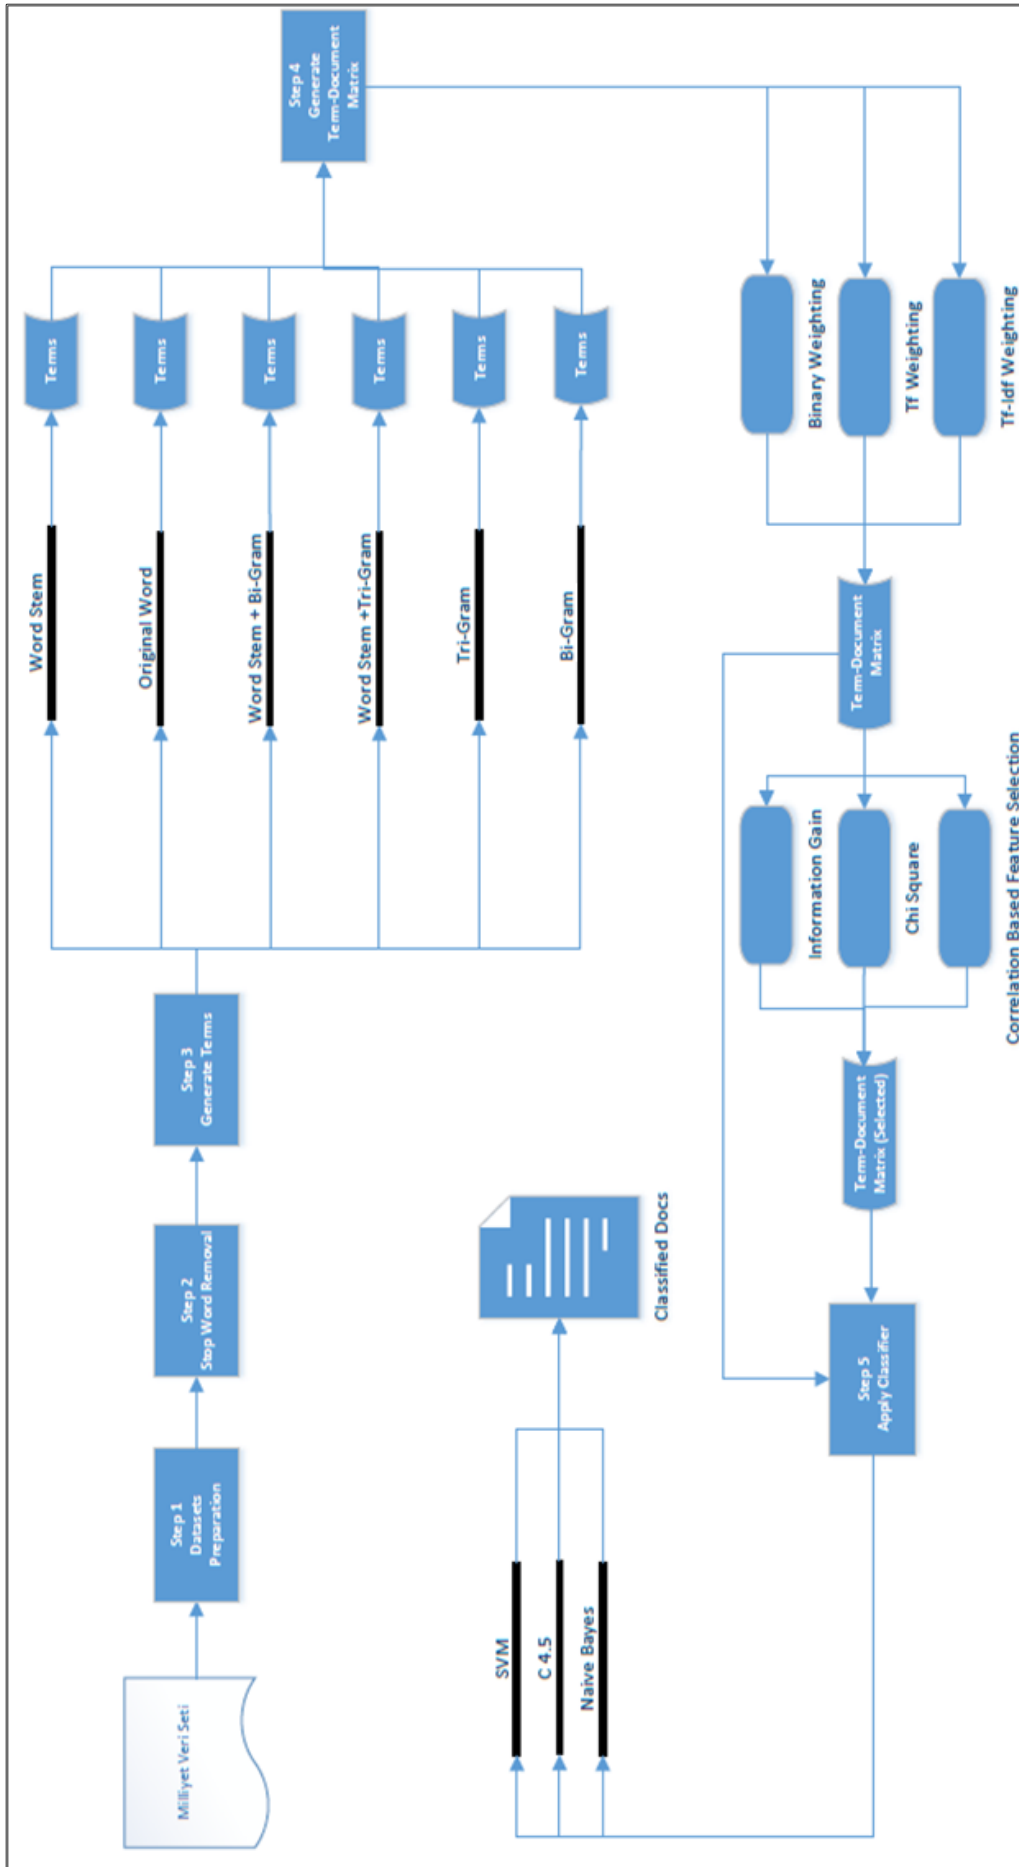 Milliyet Veri Seti
Step 1
Datasets
Preparation
Step 2
Stop Word Removal
Step 3
Generate Terms
Word Stem
Original Word
Word Stem + Bi-Gram
Word Stem +Tri-Gram
Tri-Gram
Bi-Gram
Terms
Terms
Terms
Terms
Terms
Terms
Step 4
Generate
Term-Document
Matrix
Binary Weighting
Tf Weighting
Tf-Idf Weighting
Term-Document
Matrix
Information Gain
Chi Square
Correlation Based Feature Selection
Term-Document
Matrix (Selected)
Step 5
Apply Classifier
SVM
C 4.5
Naive Bayes
Classified Docs